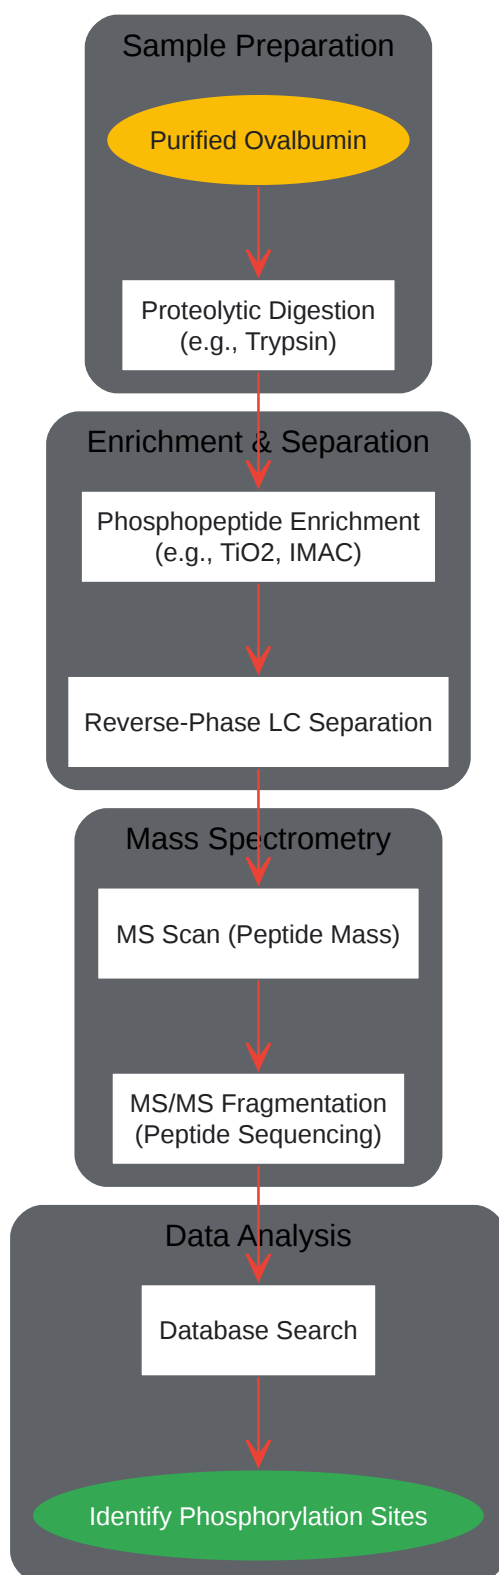 Sample Preparation
Purified Ovalbumin
Proteolytic Digestion
(e.g., Trypsin)
Enrichment & Separation
Phosphopeptide Enrichment
(e.g., TiO2, IMAC)
Reverse-Phase LC Separation
Mass Spectrometry
MS Scan (Peptide Mass)
MS/MS Fragmentation
(Peptide Sequencing)
Data Analysis
Database Search
Identify Phosphorylation Sites